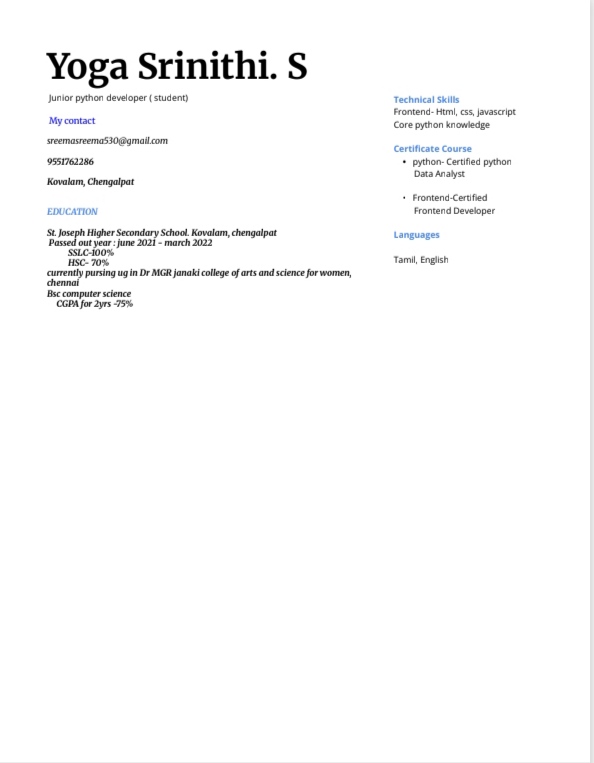 Yoga Srinithi. S
Junior python developer ( student)
My contact
sreemasreema530@gmail.com
9551762286
Kovalam, Chengalpat
EDUCATION
St. Joseph Higher Secondary School. Kovalam, chengalpat
Passed out year : june 2021 - march 2022
SSLC-100%
HSC- 70%
currently pursing ug in Dr MGR janaki college of arts and science for women,
chennai
Bsc computer science
CGPA for 2yrs -75%
Technical Skills
Frontend- Html, css, javascript
Core python knowledge
Certificate Course
• python- Certified python
Data Analyst
• Frontend-Certified
Frontend Developer
Languages
Tamil, English